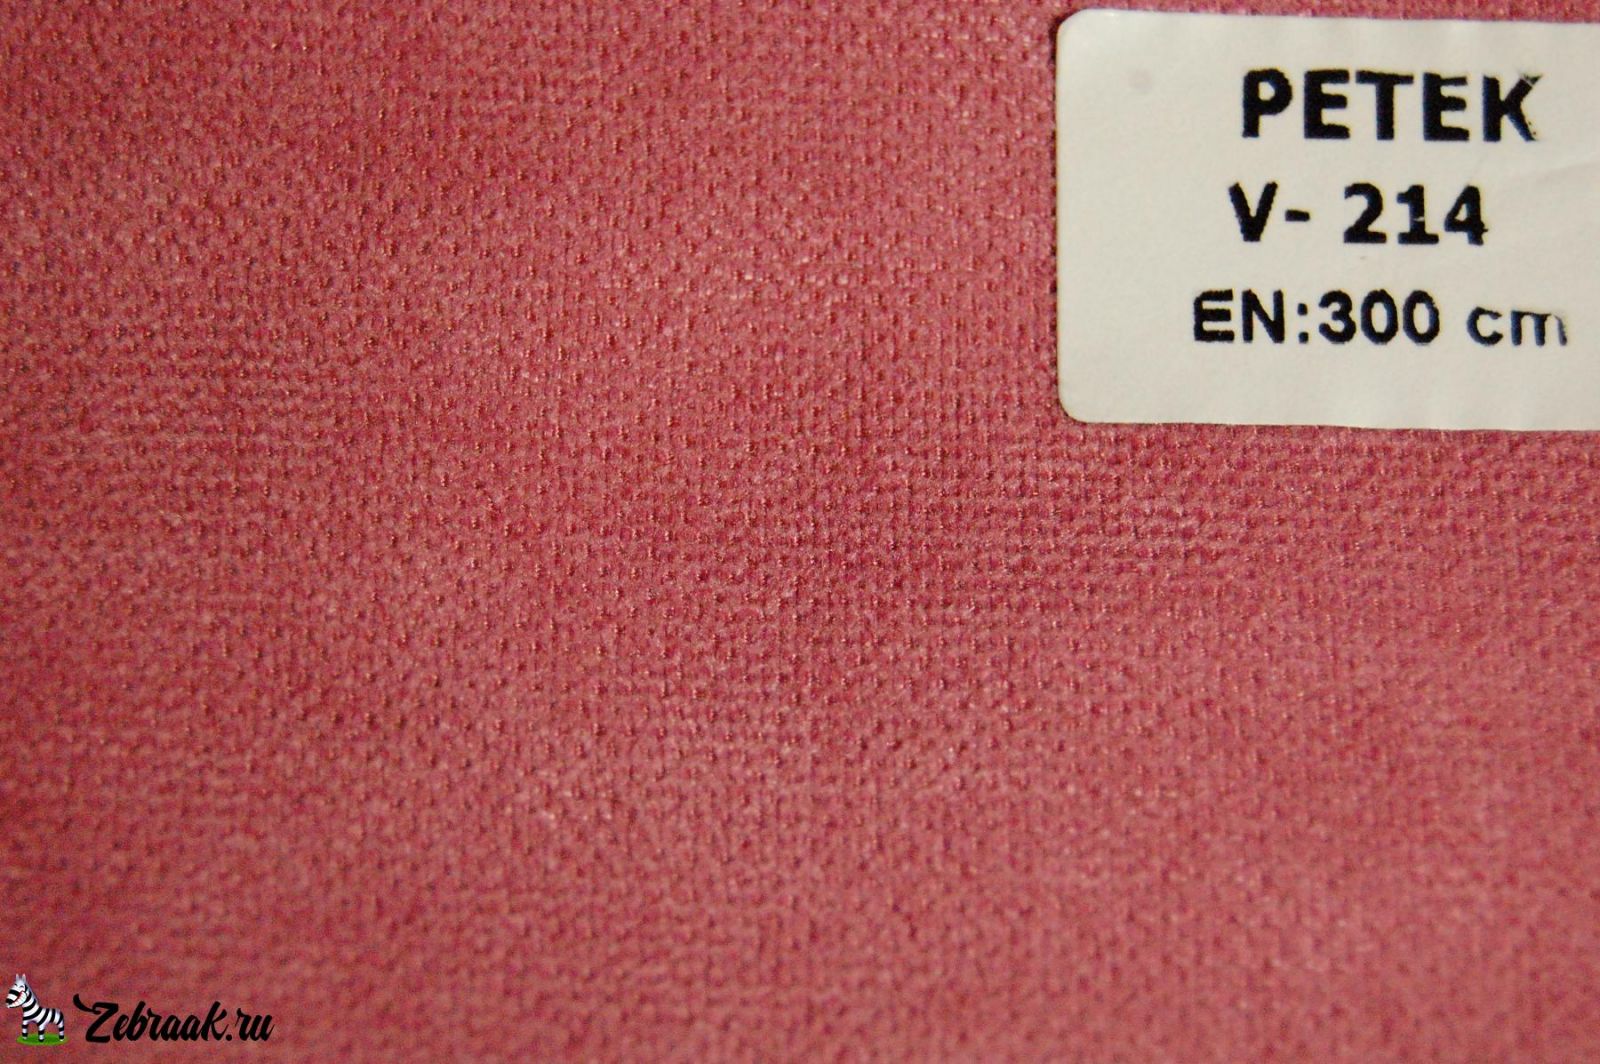 PETEK
V- 214
EN:300 cm
Zebraak.ru